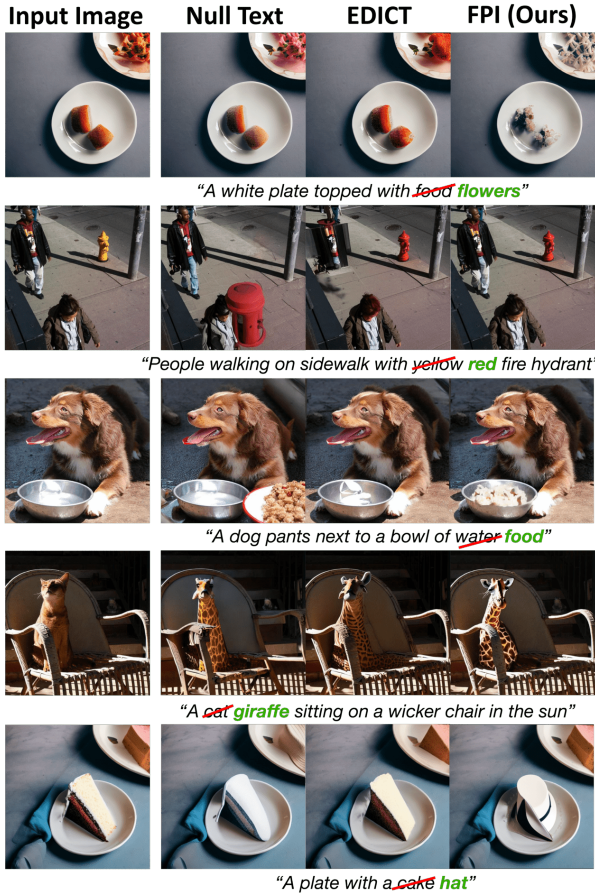 Input Image Null Text EDICT FPI (Ours)
“A white plate topped with food flowers”
“People walking on sidewalk with yellow red fire hydrant”
“A dog pants next to a bowl of water food”
“A cat giraffe sitting on a wicker chair in the sun”
“A plate with a cake hat”